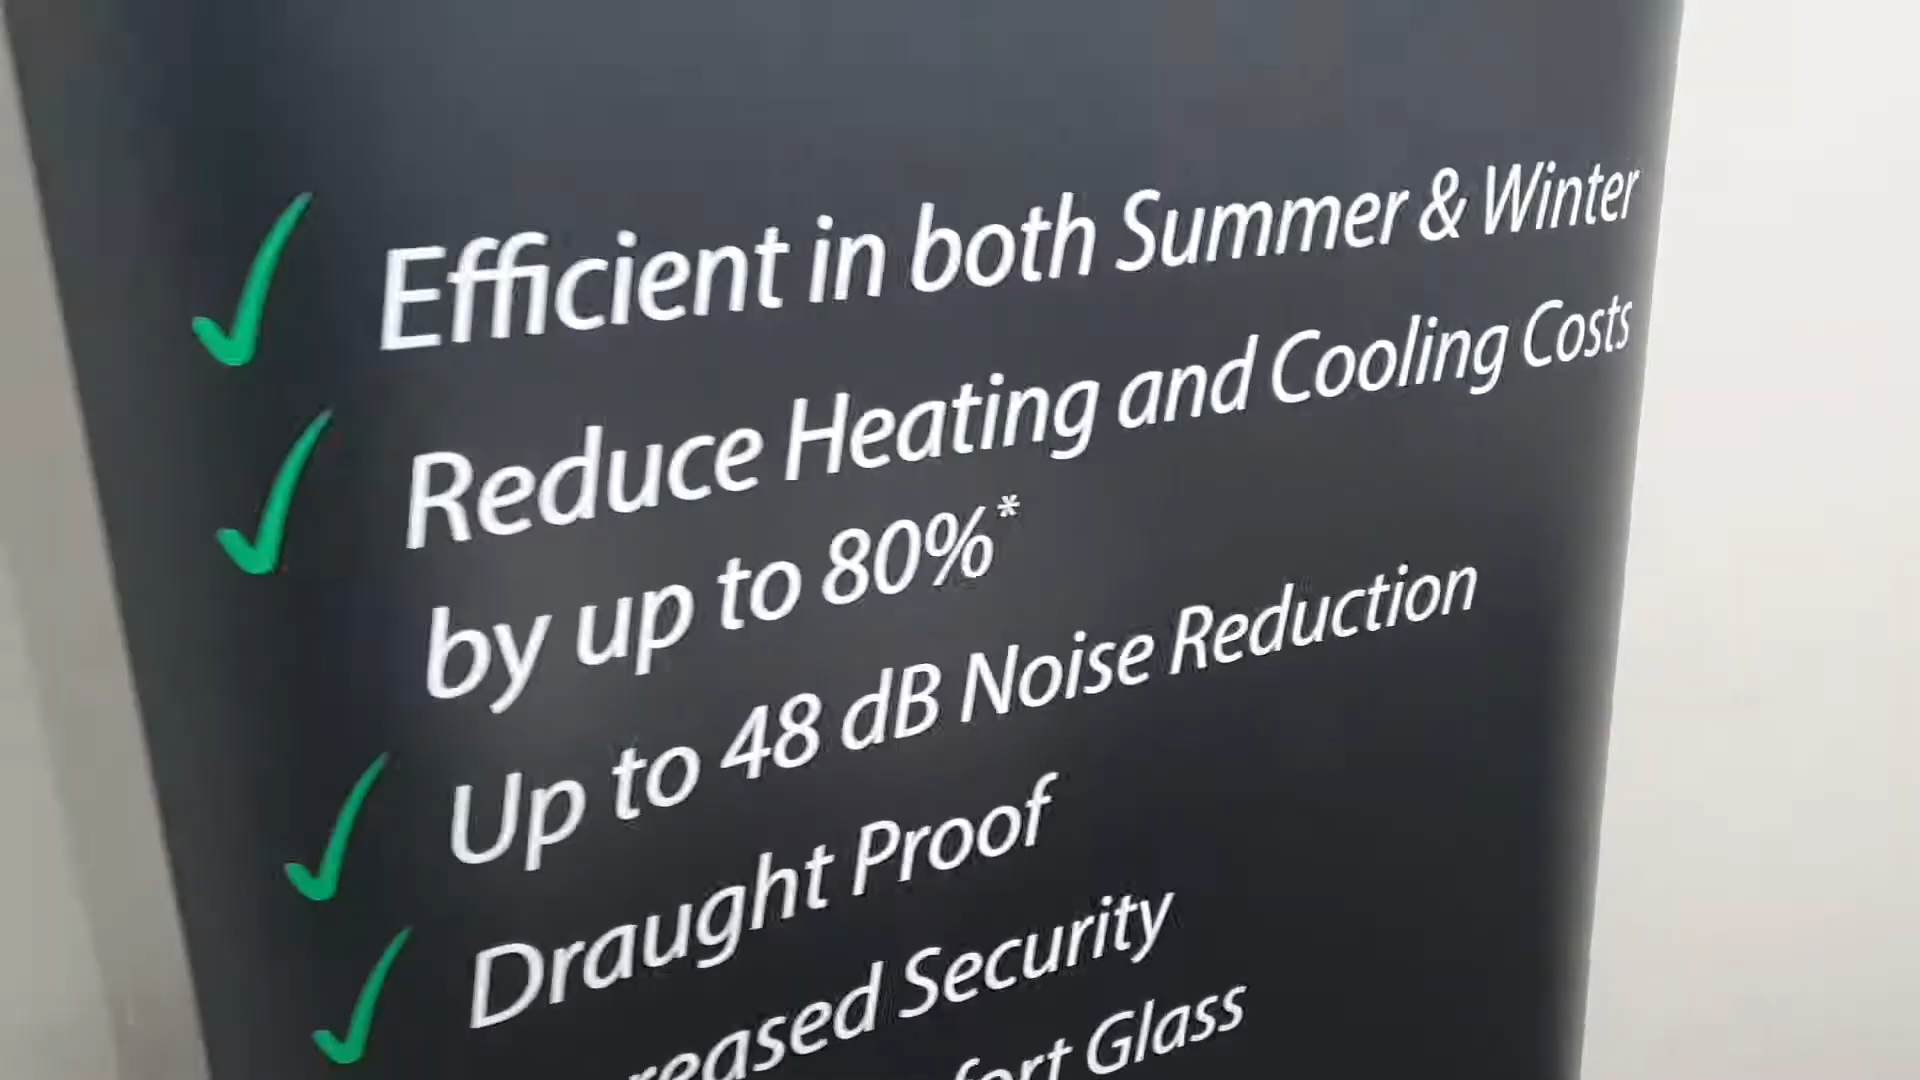 Efficient in both Summer & Winter
Reduce Heating and Cooling Costs
by up to 80%*
Up to 48 dB Noise Reduction
Draught Proof
Security
Glass